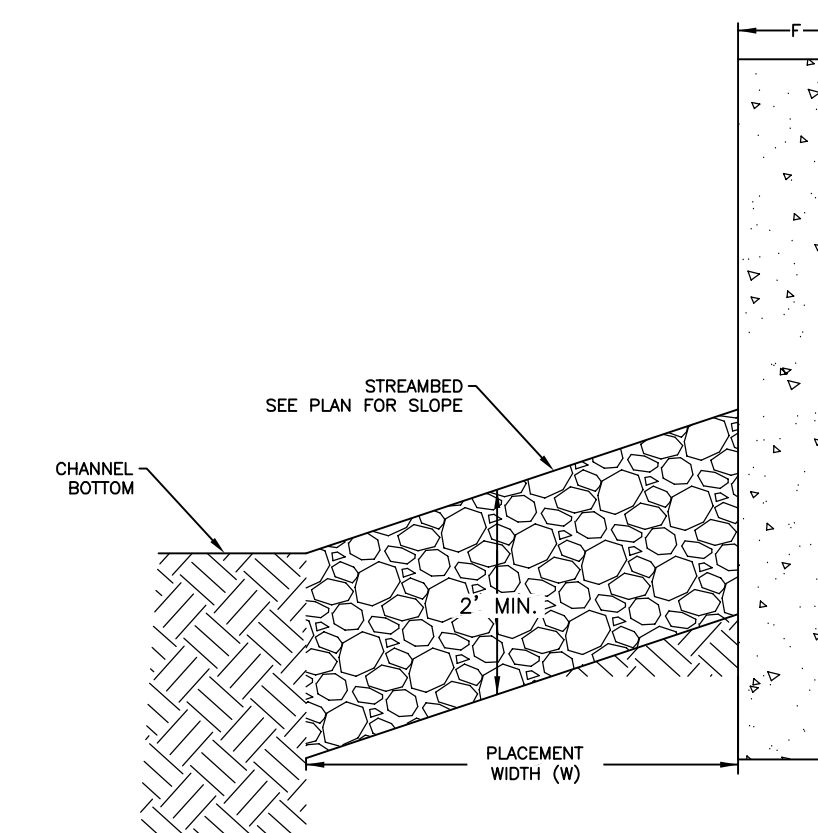 F
STREAMBED
SEE PLAN FOR SLOPE
CHANNEL
BOTTOM
2' MIN.
PLACEMENT
WIDTH (W)